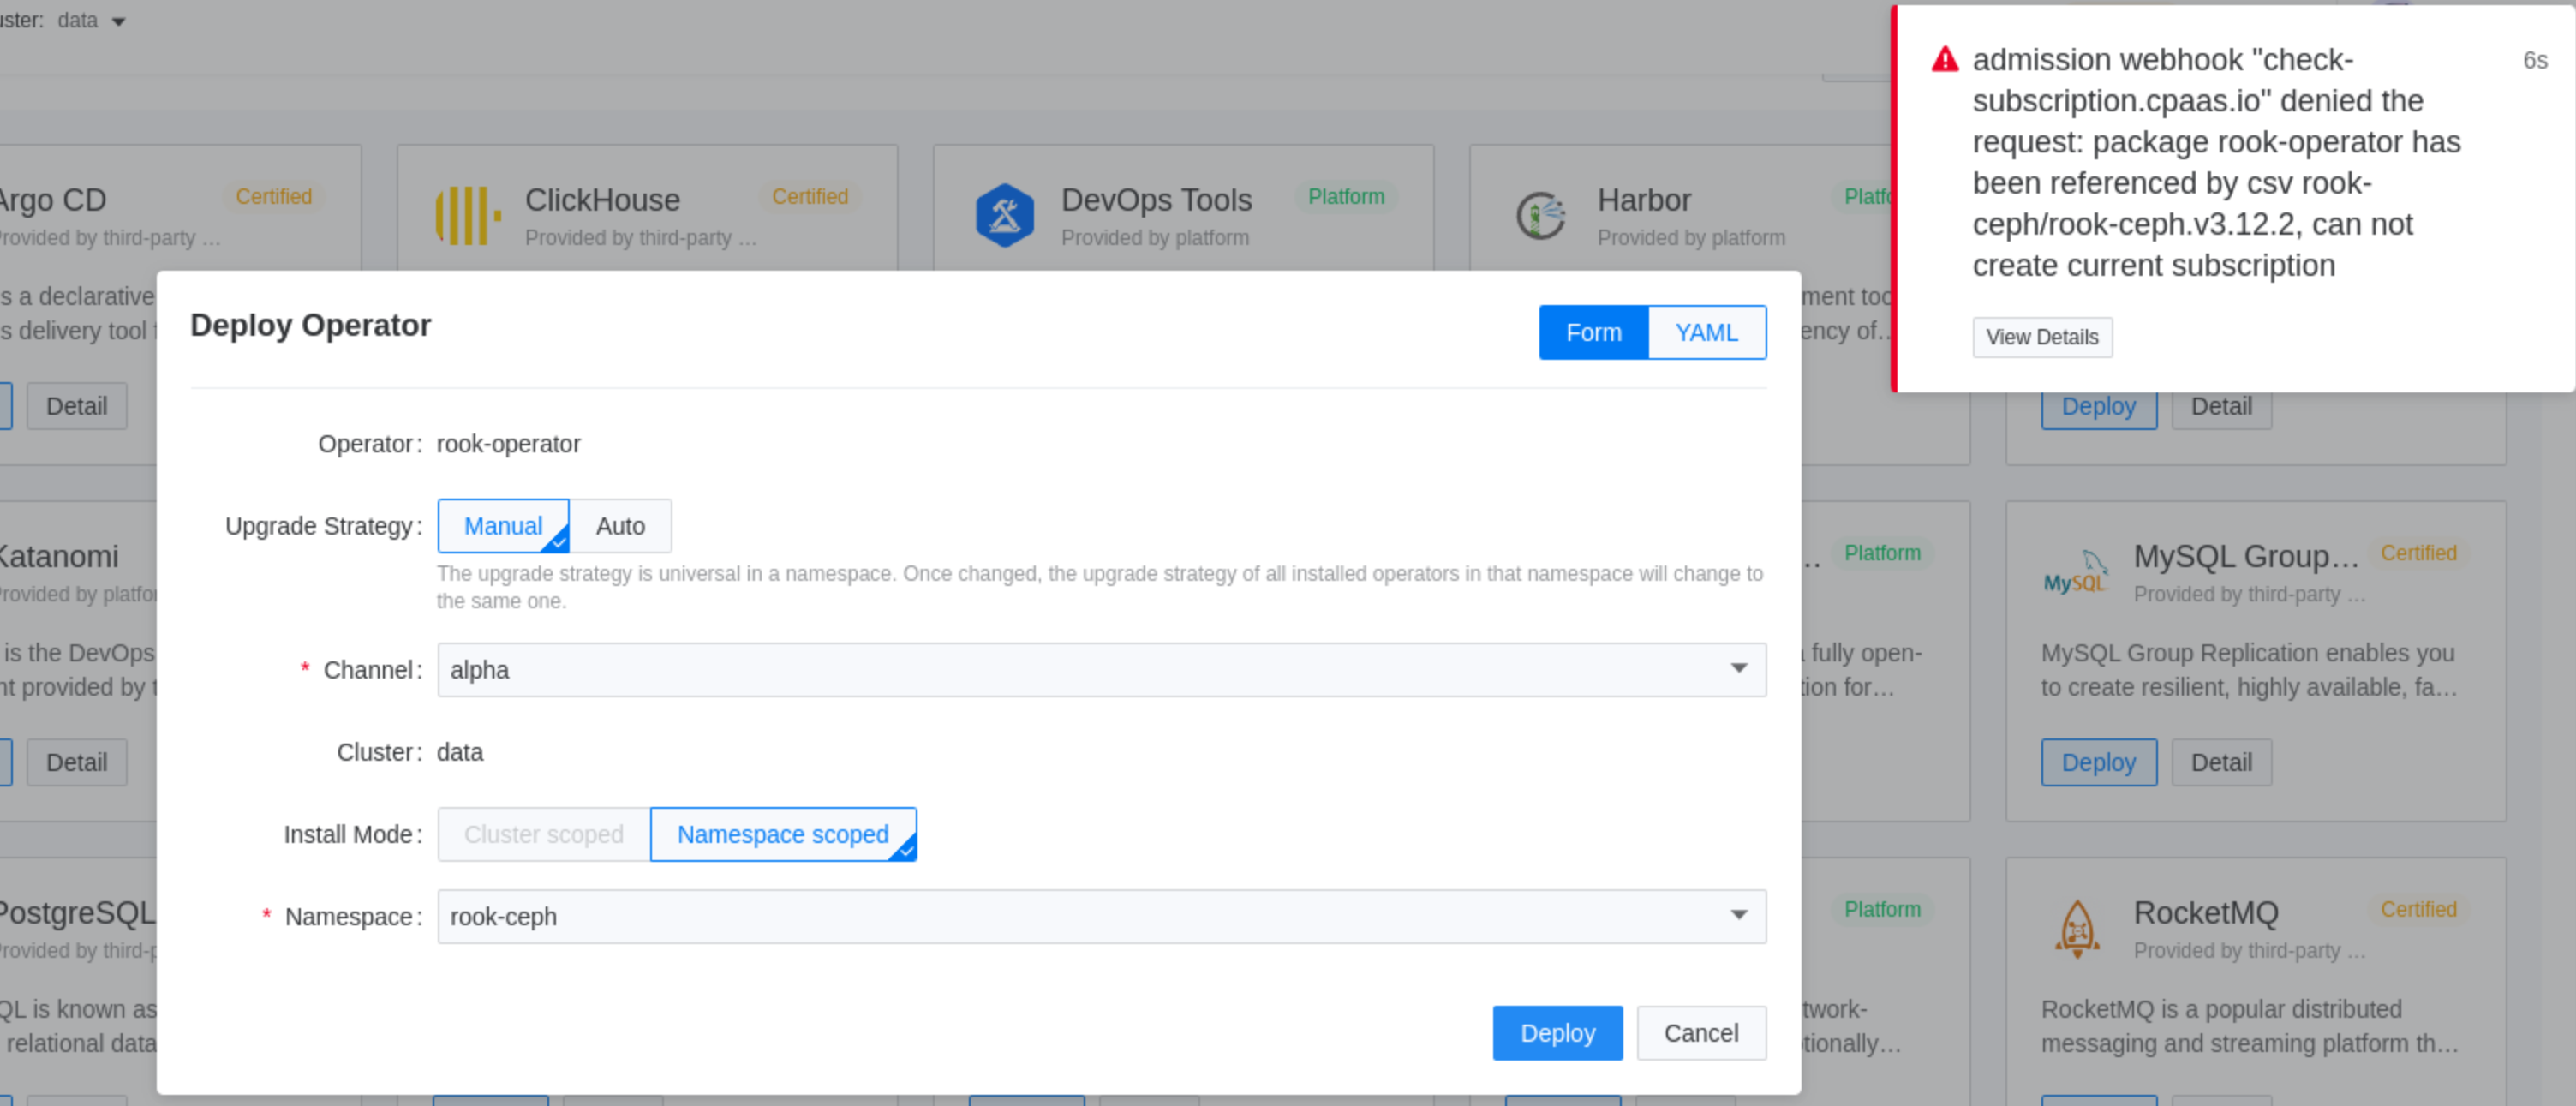 uster: data
admission webhook "check-
subscription.cpaas.io" denied the
request: package rook-operator has
been referenced by csv rook-
ceph/rook-ceph.v3.12.2, can not
create current subscription
6s
View Details
Argo CD
Certified
Provided by third-party ...
s a declarative
s delivery tool
Detail
ClickHouse
Certified
Provided by third-party ...
DevOps Tools
Platform
Provided by platform
Harbor
Platfo
Provided by platform
ment too
ency of...
Deploy
Detail
Deploy Operator
Form
YAML
Operator: rook-operator
Upgrade Strategy: Manual Auto
The upgrade strategy is universal in a namespace. Once changed, the upgrade strategy of all installed operators in that namespace will change to
the same one.
* Channel: alpha
Cluster: data
Install Mode: Cluster scoped Namespace scoped
* Namespace: rook-ceph
Deploy
Cancel
Katanomi
Provided by platfo
is the DevOps
nt provided by t
Detail
Platform
fully open-
tion for...
MySQL
MySQL Group...
Certified
Provided by third-party ...
MySQL Group Replication enables you
to create resilient, highly available, fa...
Deploy
Detail
PostgreSQL
Provided by third-p
QL is known as
relational data
Platform
twork-
tionally...
RocketMQ
Certified
Provided by third-party ...
RocketMQ is a popular distributed
messaging and streaming platform th...